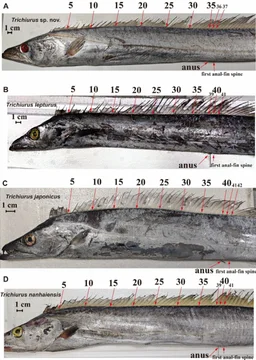 A
Trichiurus sp. nov.
1 cm
5 10 15 20 25 30 35 36-37
anus
first anal-fin spine
B
Trichiurus lepturus
1 cm
5 10 15 20 25 30 35 39 40 41
anus
first anal-fin spine
C
Trichiurus japonicus
1 cm
5 10 15 20 25 30 35 40 41-42
anus
first anal-fin spine
D
Trichiurus nanhaiensis
1 cm
5 10 15 20 25 30 35 39 40 41
anus
first anal-fin spine